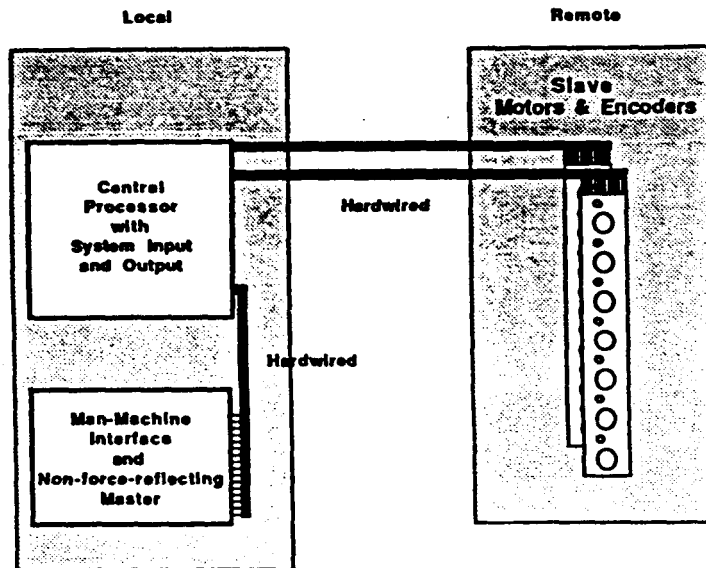 Local
Remote
Slave
Motors & Encoders
Central
Processor
with
System Input
and Output
Hardwired
Hardwired
Man-Machine
Interface
and
Non-force-reflecting
Master